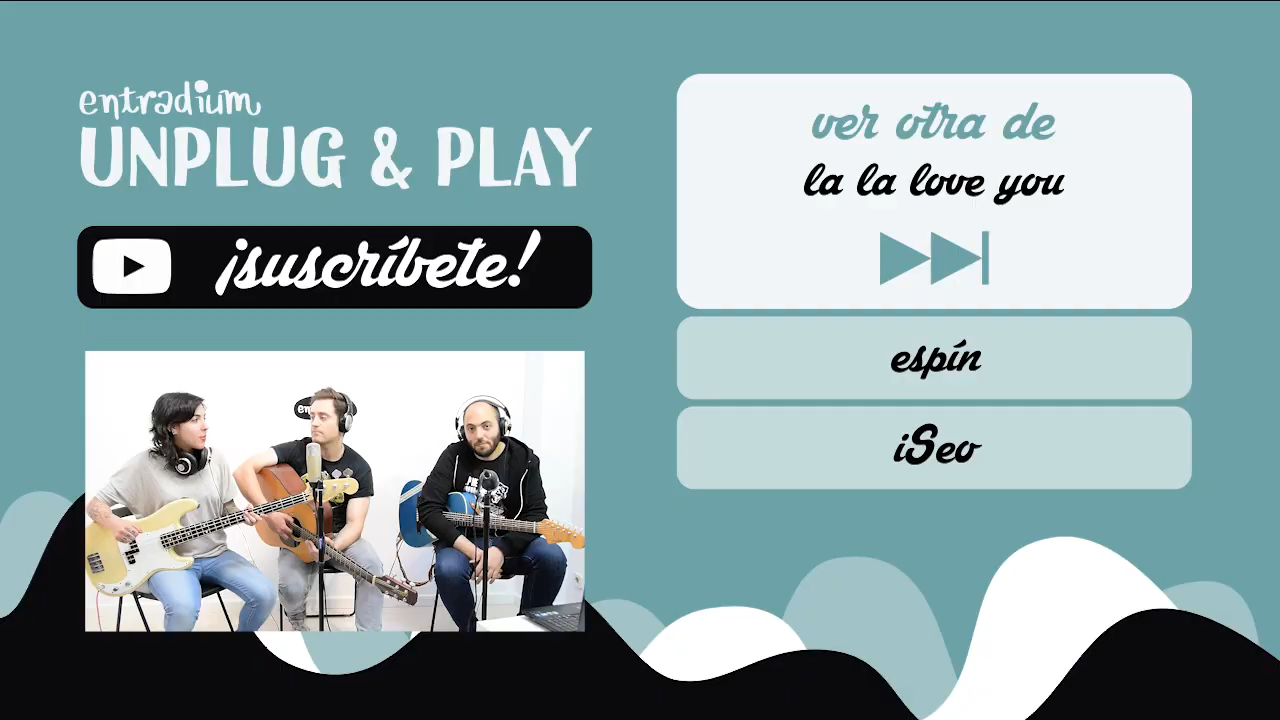 entradium
UNPLUG & PLAY
¡suscríbete!
ver otra de
la la love you
espín
iSeo